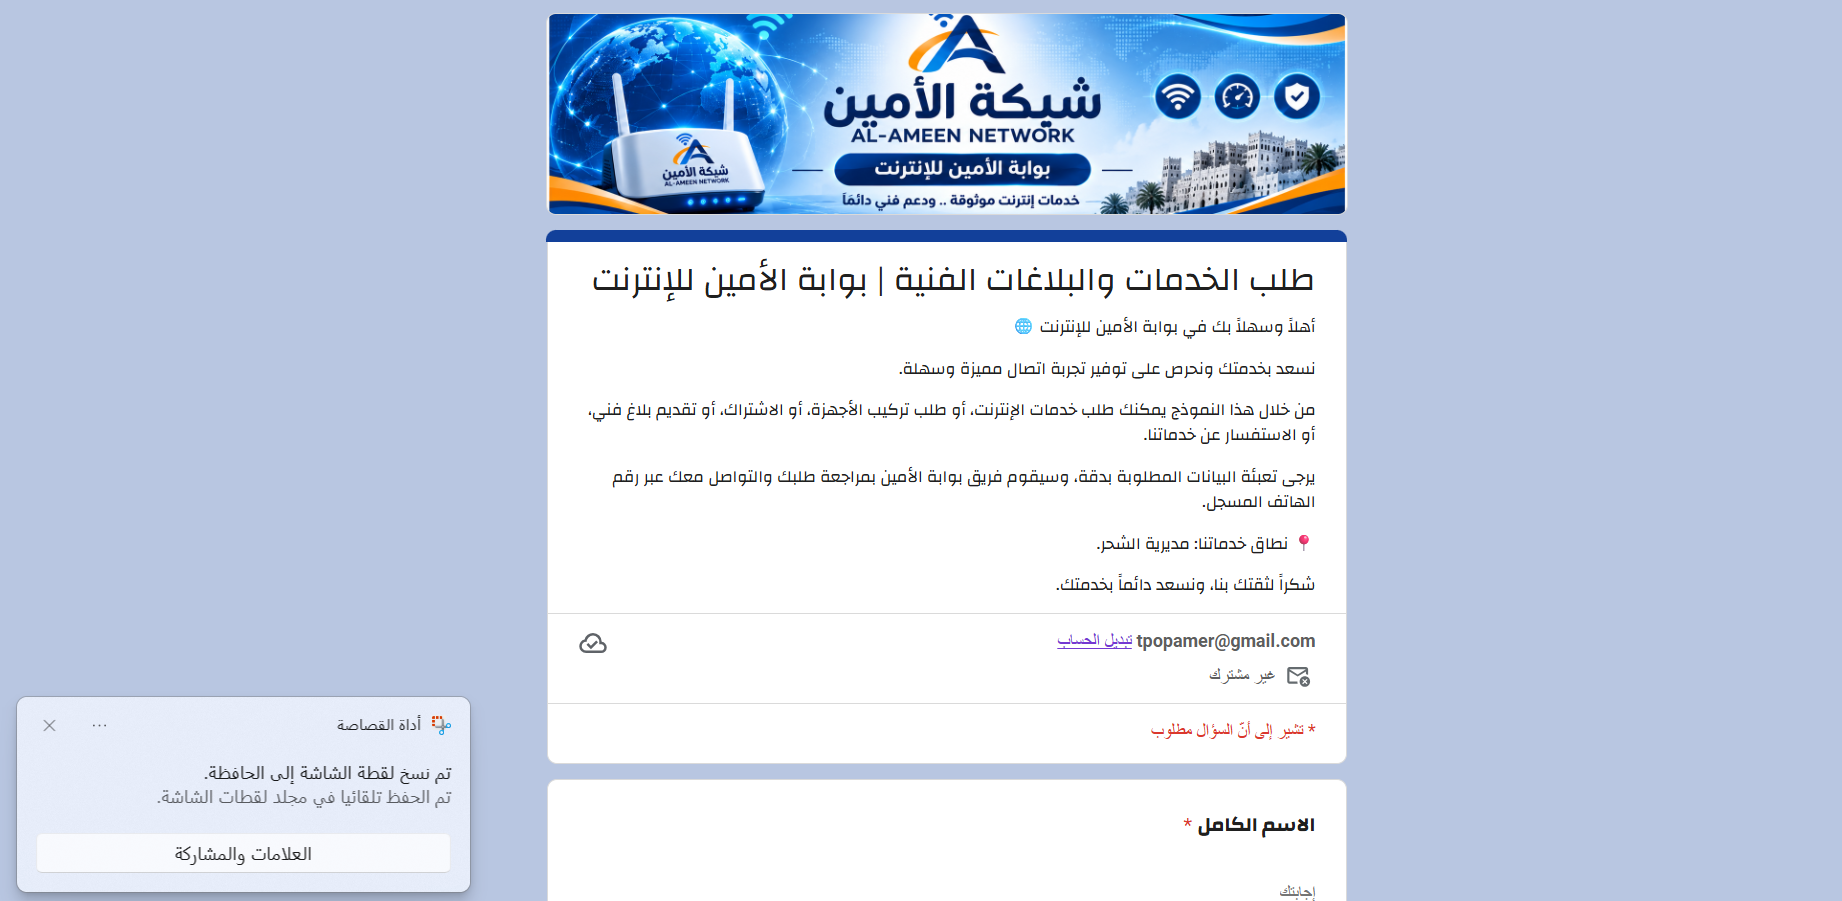 شبكة الأمين
AL-AMEEN NETWORK
بوابة الأمين للإنترنت
خدمات إنترنت موثوقة .. ودعم فني دائمًا
شبكة الأمين
AL-AMEEN NETWORK
طلب الخدمات والبلاغات الفنية | بوابة الأمين للإنترنت
أهلاً وسهلاً بك في بوابة الأمين للإنترنت 🌐
نسعد بخدمتك ونحرص على توفير تجربة اتصال مميزة وسهلة.
من خلال هذا النموذج يمكنك طلب خدمات الإنترنت، أو طلب تركيب الأجهزة، أو الاشتراك، أو تقديم بلاغ فني،
أو الاستفسار عن خدماتنا.
يرجى تعبئة البيانات المطلوبة بدقة، وسيقوم فريق بوابة الأمين بمراجعة طلبك والتواصل معك عبر رقم
الهاتف المسجل.
📍 نطاق خدماتنا: مديرية الشحر.
شكراً لثقتك بنا، ونسعد دائماً بخدمتك.
tpopamer@gmail.com تبديل الحساب
غير مشترك
* تشير إلى أنّ السؤال مطلوب
الاسم الكامل *
إجابتك
أداة القصاصة
تم نسخ لقطة الشاشة إلى الحافظة.
تم الحفظ تلقائيا في مجلد لقطات الشاشة.
العلامات والمشاركة